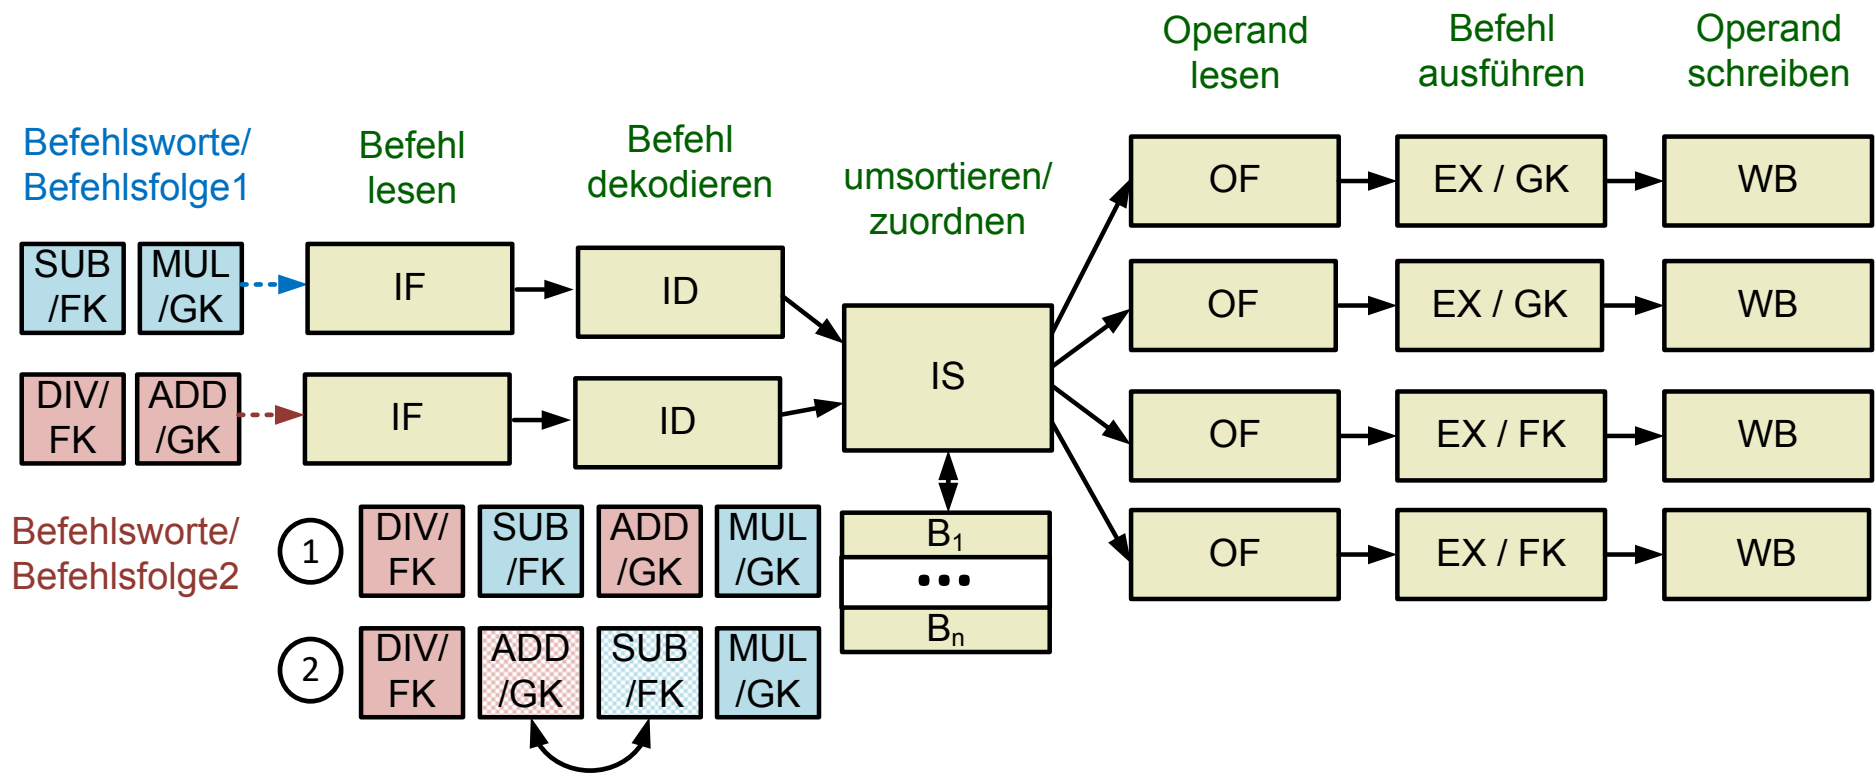 Operand
lesen
Befehl
ausführen
Operand
schreiben
Befehlsworte/
Befehlsfolge1
Befehl
lesen
Befehl
dekodieren
umsortieren/
zuordnen
SUB
/FK
MUL
/GK
IF
ID
DIV/
FK
ADD
/GK
IF
ID
IS
OF
EX / GK
WB
OF
EX / GK
WB
OF
EX / FK
WB
OF
EX / FK
WB
Befehlsworte/
Befehlsfolge2
1
DIV/
FK
SUB
/FK
ADD
/GK
MUL
/GK
2
DIV/
FK
ADD
/GK
SUB
/FK
MUL
/GK
B₁
...
Bₙ